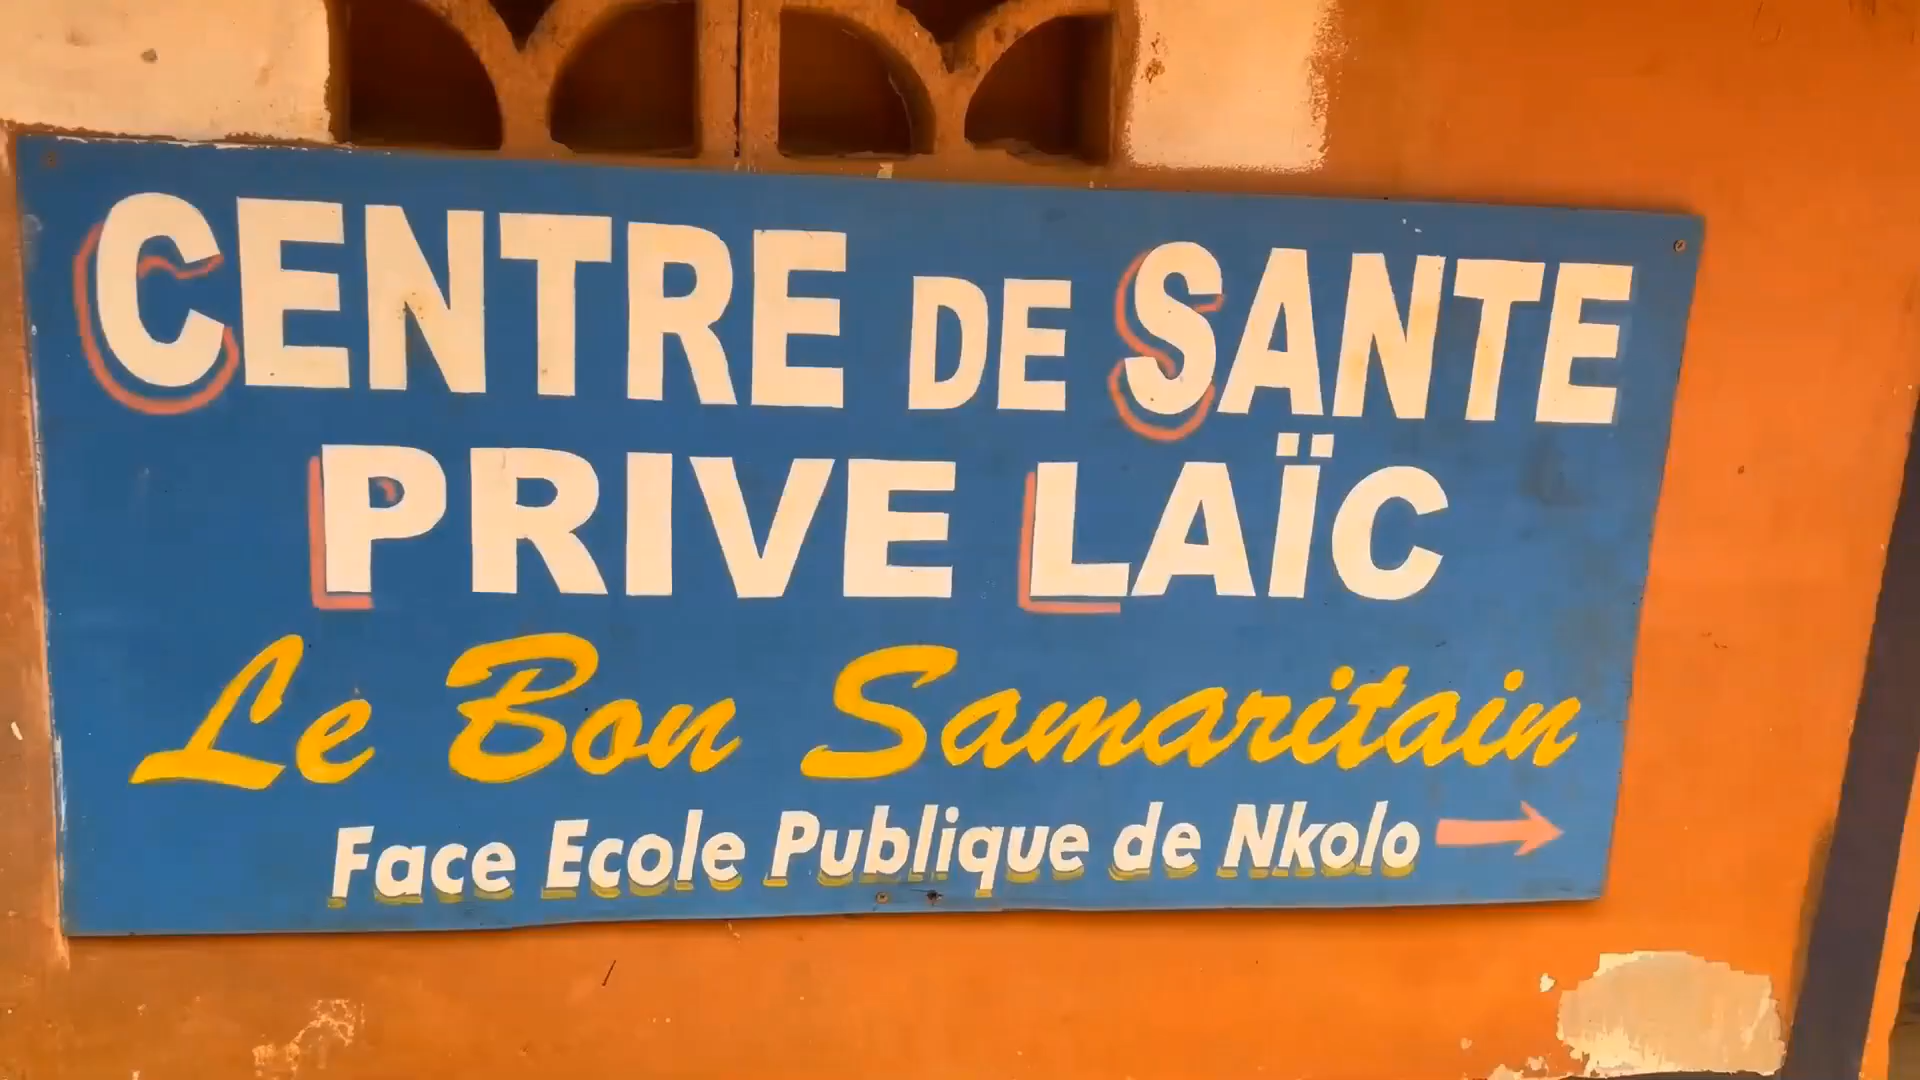 CENTRE DE SANTE
PRIVE LAÏC
Le Bon Samaritain
Face Ecole Publique de Nkolo